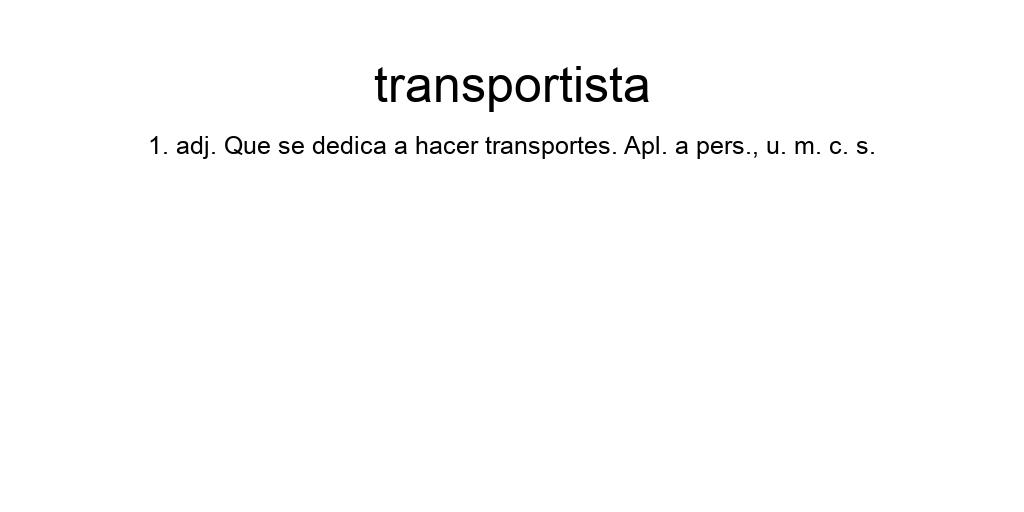 transportista
1. adj. Que se dedica a hacer transportes. Apl. a pers., u. m. c. s.